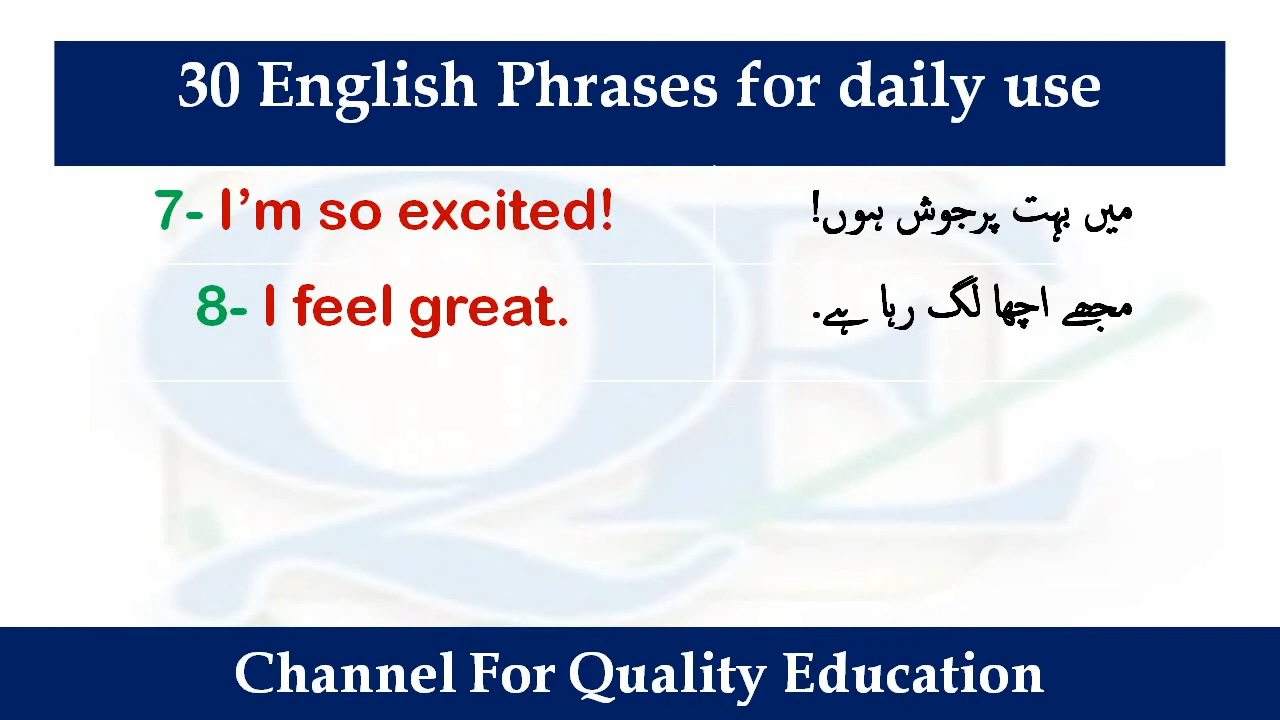 30 English Phrases for daily use
7- I’m so excited!
میں بہت پرجوش ہوں!
8- I feel great.
مجھے اچھا لگ رہا ہے.
Channel For Quality Education